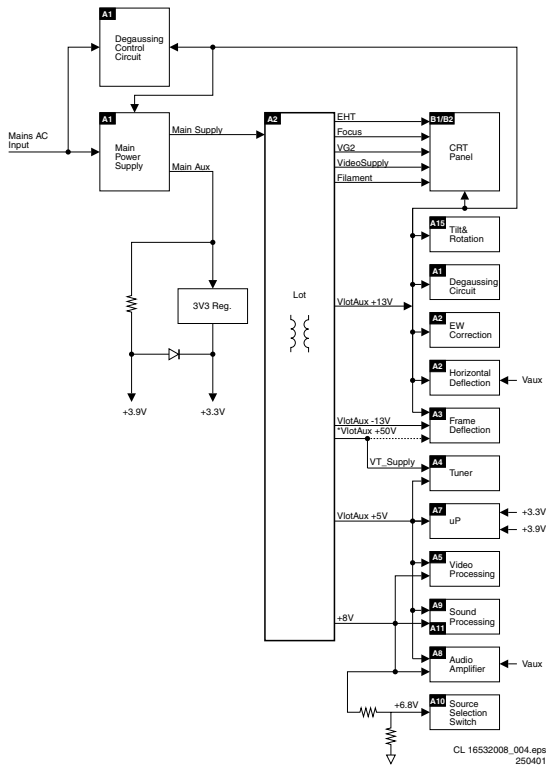 A1
Degaussing
Control
Circuit
A1
Main
Power
Supply
Mains AC
Input
Main Supply
Main Aux
3V3 Reg.
+3.9V
+3.3V
A2
Lot
EHT
Focus
VG2
VideoSupply
Filament
B1/B2
CRT
Panel
A15
Tilt&
Rotation
A1
Degaussing
Circuit
VlotAux +13V
A2
EW
Correction
A2
Horizontal
Deflection
Vaux
VlotAux -13V
*VlotAux +50V
A3
Frame
Deflection
VT_Supply
A4
Tuner
VlotAux +5V
A7
uP
+3.3V
+3.9V
A5
Video
Processing
+8V
A9
Sound
Processing
A11
A8
Audio
Amplifier
Vaux
+6.8V
A10
Source
Selection
Switch
CL 16532008_004.eps
250401